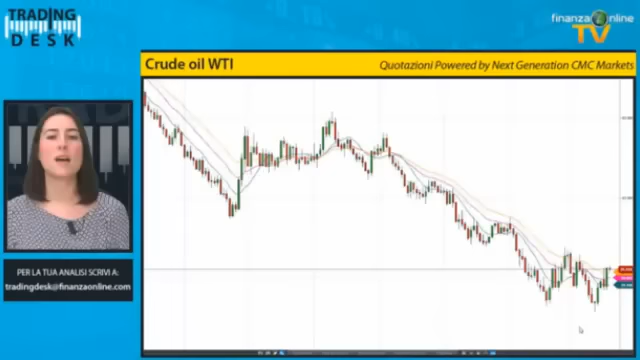 TRADING
DESK
finanza online
TV
Crude oil WTI
Quotazioni Powered by Next Generation CMC Markets
PER LA TUA ANALISI SCRIVI A:
tradingdesk@finanzaonline.com